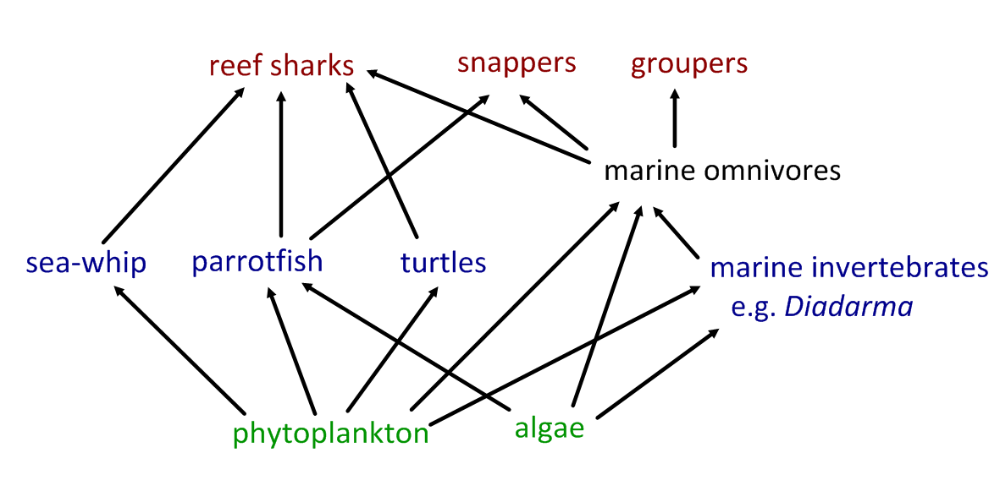 reef sharks
snappers
groupers
marine omnivores
sea-whip
parrotfish
turtles
marine invertebrates
e.g. Diadarma
phytoplankton
algae